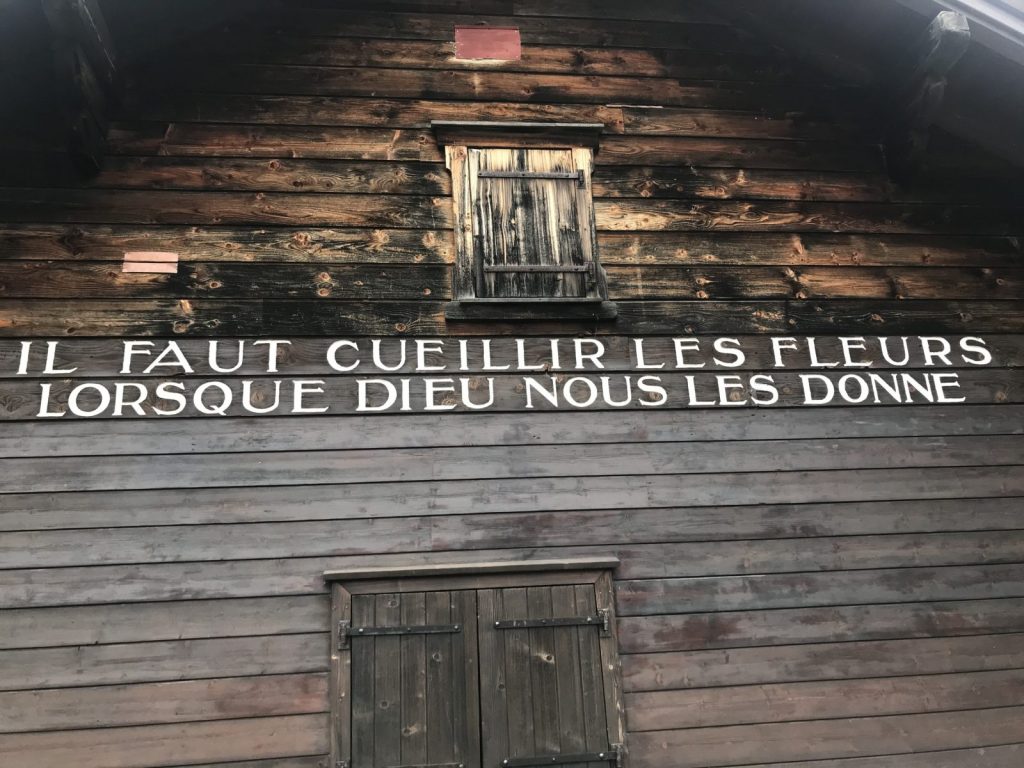 IL FAUT CUEILLIR LES FLEURS
LORSQUE DIEU NOUS LES DONNE